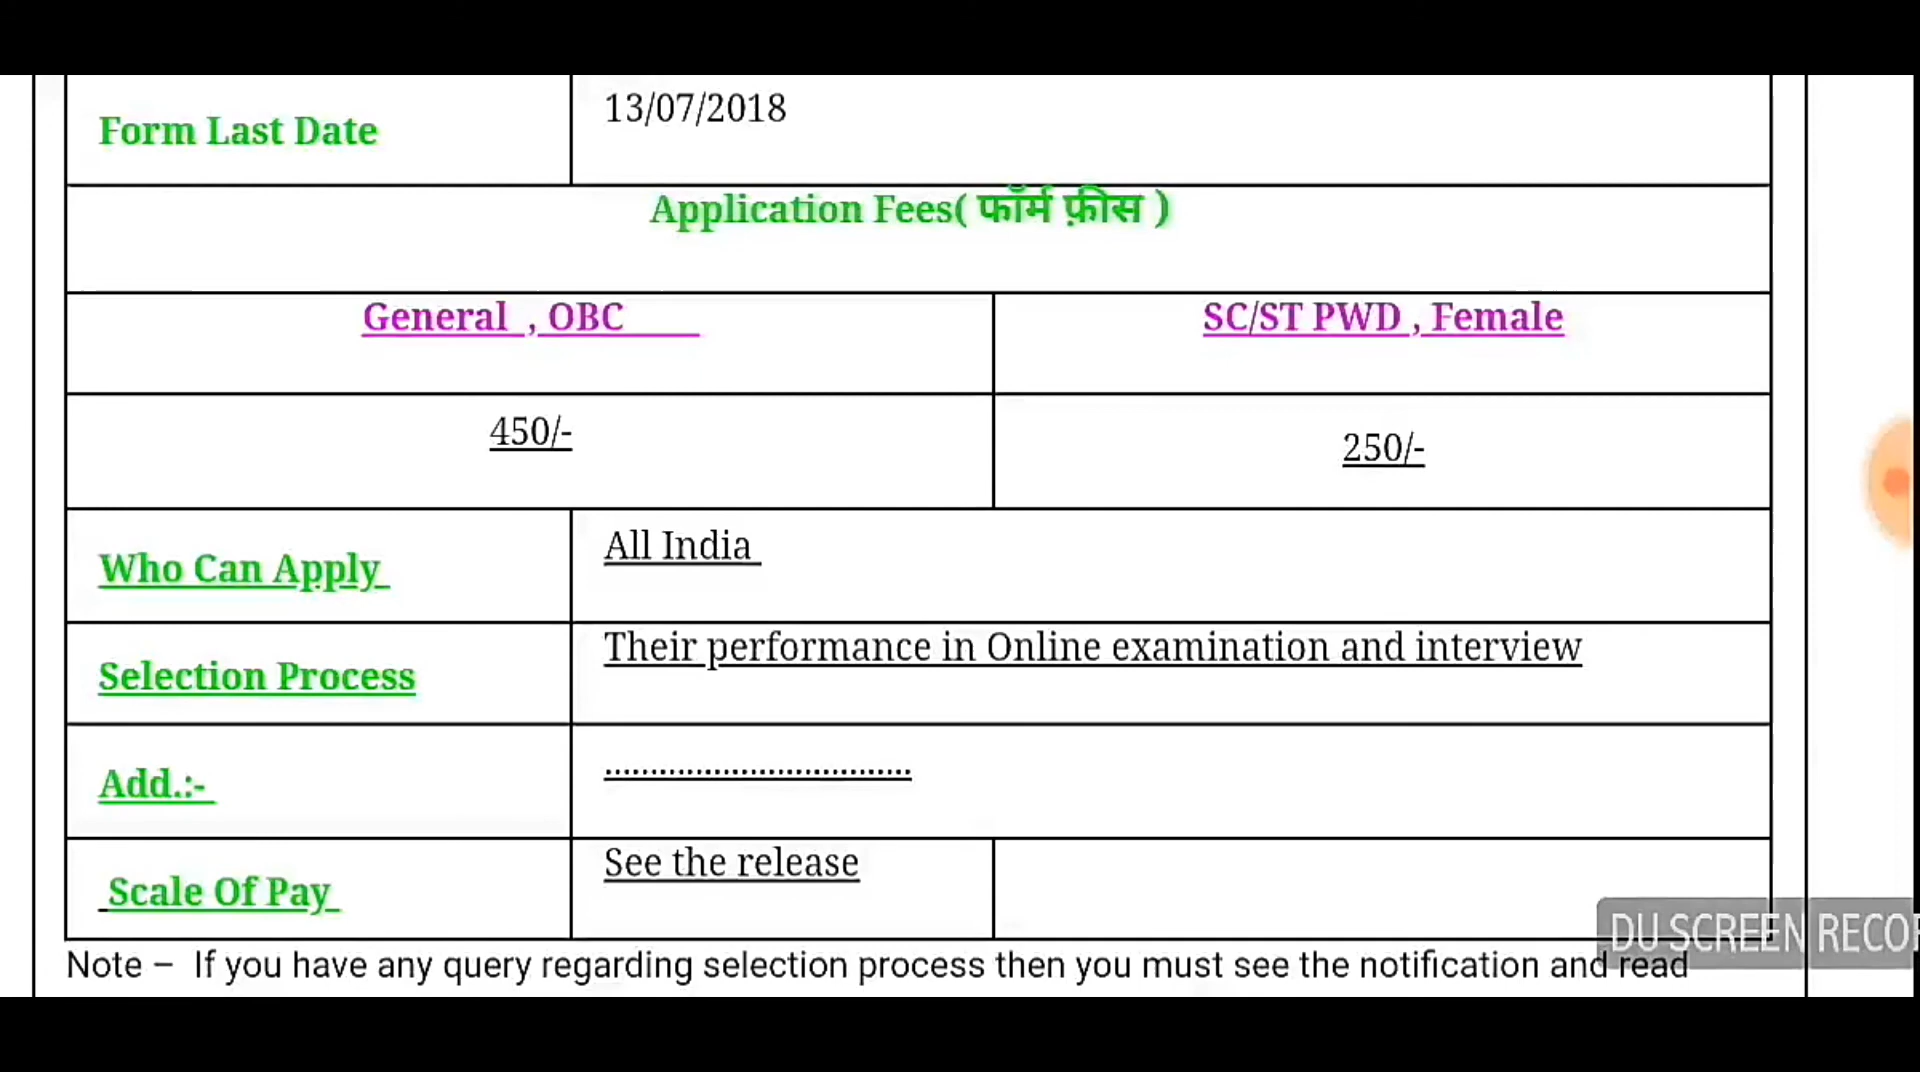 Form Last Date
13/07/2018
Application Fees( फॉर्म फ़ीस )
General , OBC
SC/ST PWD , Female
450/-
250/-
Who Can Apply
All India
Selection Process
Their performance in Online examination and interview
Add.:-
..................................
Scale Of Pay
See the release
Note – If you have any query regarding selection process then you must see the notification and read
DU SCREEN RECO